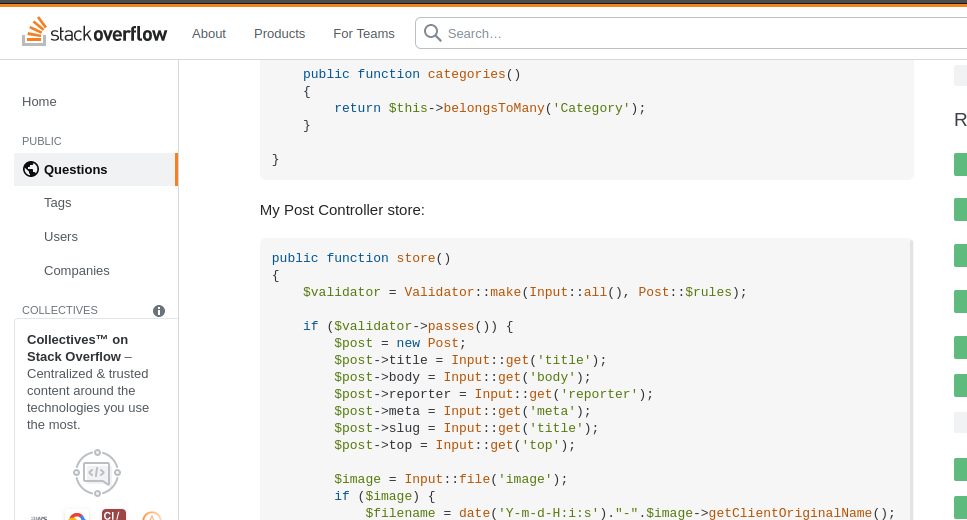 stackoverflow
About
Products
For Teams
Search…
Home
PUBLIC
Questions
Tags
Users
Companies
COLLECTIVES
Collectives™ on
Stack Overflow –
Centralized & trusted
content around the
technologies you use
the most.
</>
aws
CI/
public function categories()
{
return $this->belongsToMany('Category');
}
}
My Post Controller store:
public function store()
{
$validator = Validator::make(Input::all(), Post::$rules);
if ($validator->passes()) {
$post = new Post;
$post->title = Input::get('title');
$post->body = Input::get('body');
$post->reporter = Input::get('reporter');
$post->meta = Input::get('meta');
$post->slug = Input::get('title');
$post->top = Input::get('top');
$image = Input::file('image');
if ($image) {
$filename = date('Y-m-d-H:i:s')."-".$image->getClientOriginalName();
R